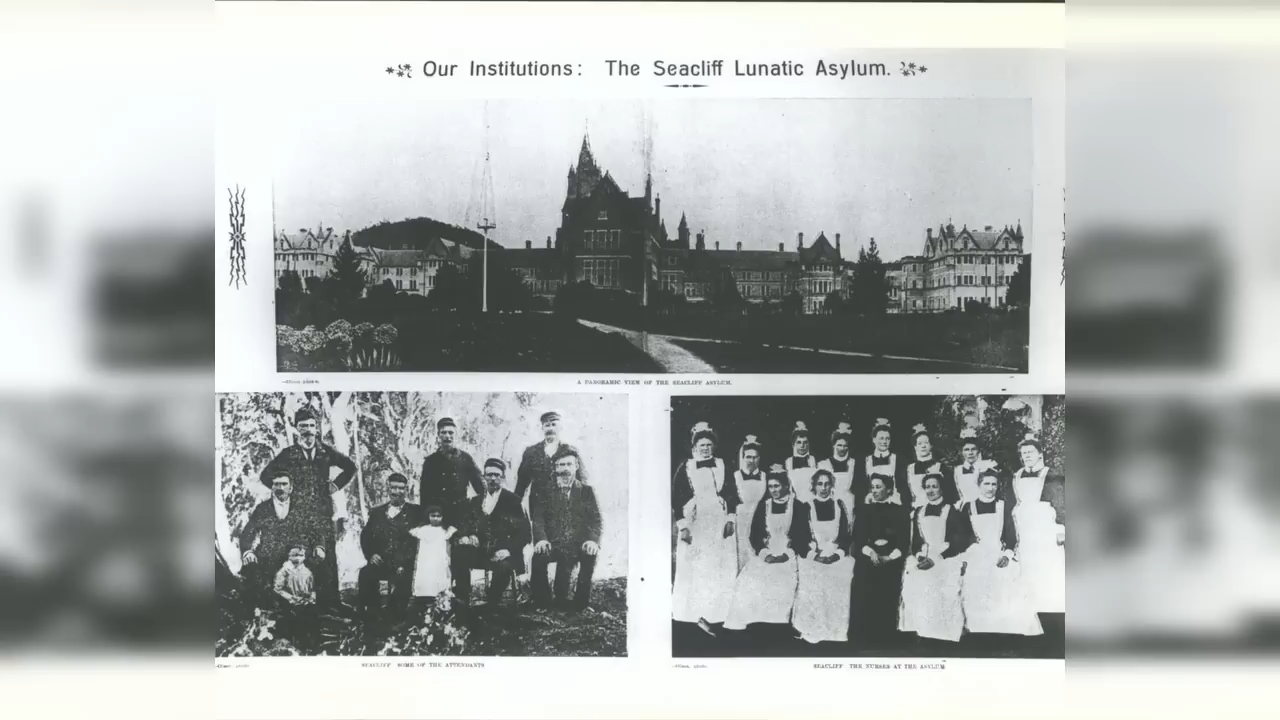 Our Institutions: The Seacliff Lunatic Asylum.
A PANORAMIC VIEW OF THE SEACLIFF ASYLUM.
SEACLIFF SOME OF THE ATTENDANTS
SEACLIFF THE NURSES AT THE ASYLUM.